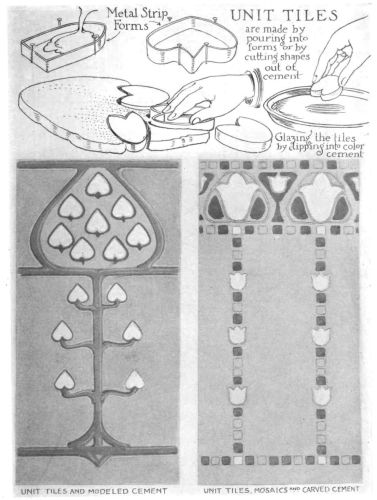 Metal Strip
Forms
UNIT TILES
are made by
pouring into
forms or by
cutting shapes
out of
cement
Glazing the tiles
by dipping into color
cement
UNIT TILES AND MODELED CEMENT
UNIT TILES, MOSAICS AND CARVED CEMENT